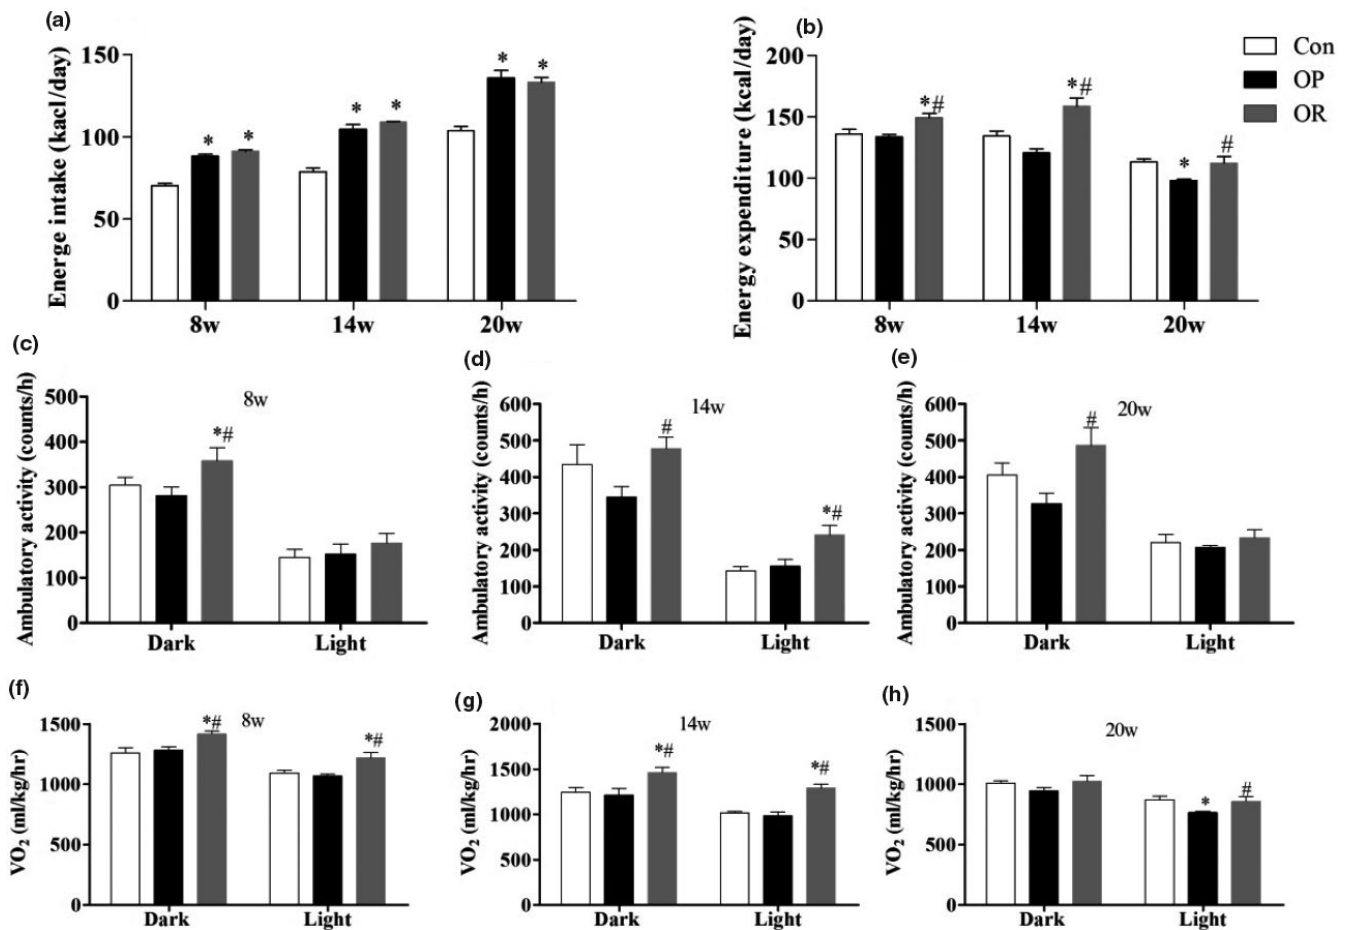 (a)
Energe intake (kacl/day)
150
100
50
0
* *
* *
* *
8w 14w 20w
(b)
Energy expenditure (kcal/day)
200
150
100
50
0
*#
*#
* #
8w 14w 20w
Con
OP
OR
(c)
Ambulatory activity (counts/h)
500
400
300
200
100
0
8w
*#
Dark Light
(d)
Ambulatory activity (counts/h)
600
500
400
300
200
100
0
14w
#
*#
Dark Light
(e)
Ambulatory activity (counts/h)
600
500
400
300
200
100
0
20w
#
Dark Light
(f)
VO₂ (ml/kg/hr)
1500
1000
500
0
8w
*#
*#
Dark Light
(g)
VO₂ (ml/kg/hr)
2000
1500
1000
500
0
14w
*#
*#
Dark Light
(h)
VO₂ (ml/kg/hr)
1500
1000
500
0
20w
* #
Dark Light